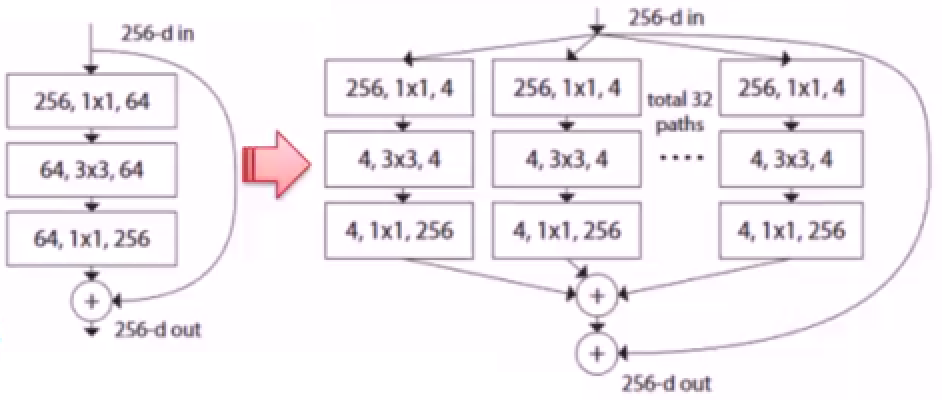 256-d in
256, 1x1, 64
64, 3x3, 64
64, 1x1, 256
+
256-d out
256-d in
256, 1x1, 4
256, 1x1, 4
total 32
paths
256, 1x1, 4
4, 3x3, 4
4, 3x3, 4
....
4, 3x3, 4
4, 1x1, 256
4, 1x1, 256
4, 1x1, 256
+
+
256-d out